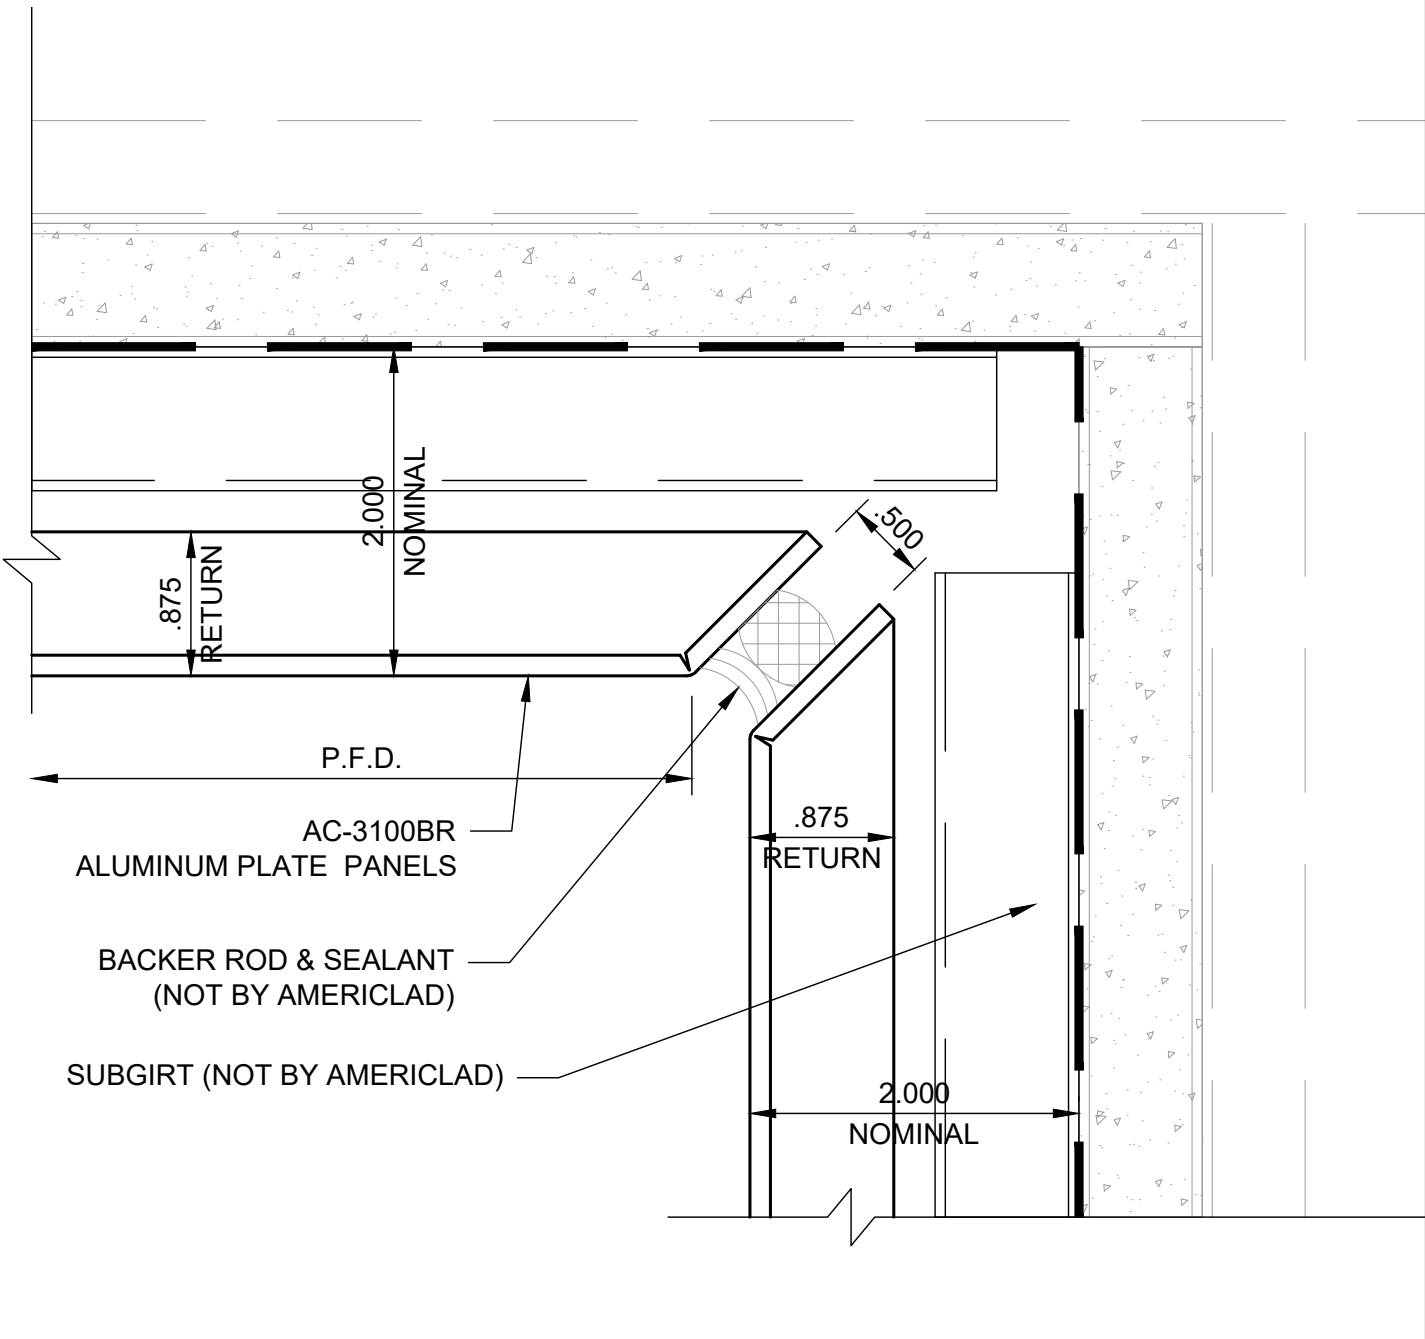 .500
2.000
NOMINAL
.875
RETURN
P.F.D.
AC-3100BR
ALUMINUM PLATE PANELS
.875
RETURN
BACKER ROD & SEALANT
(NOT BY AMERICLAD)
SUBGIRT (NOT BY AMERICLAD)
2.000
NOMINAL